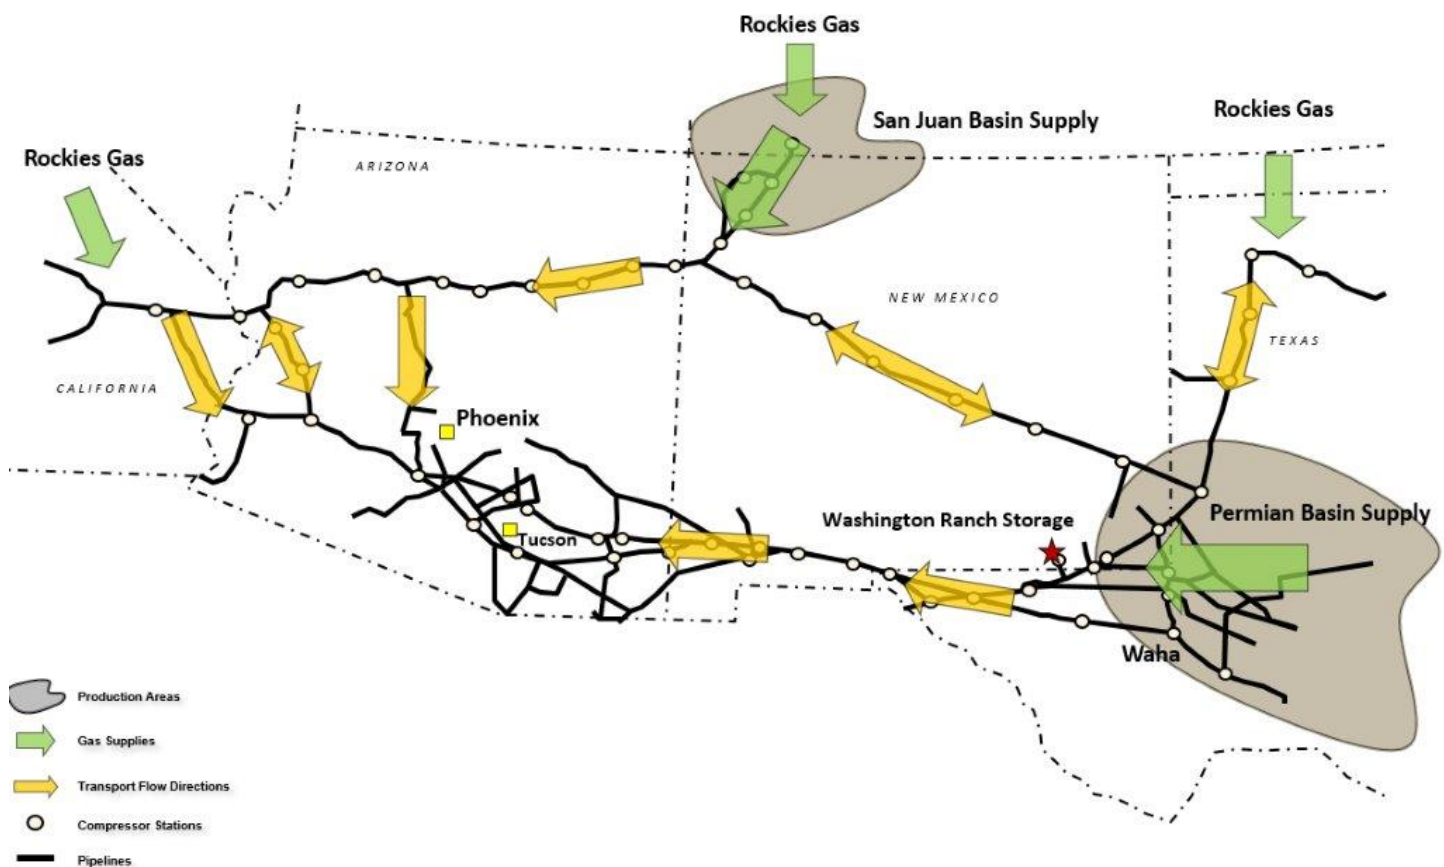 Rockies Gas
San Juan Basin Supply
Rockies Gas
Rockies Gas
ARIZONA
NEW MEXICO
TEXAS
CALIFORNIA
Phoenix
Washington Ranch Storage
Permian Basin Supply
Tucson
Waha
Production Areas
Gas Supplies
Transport Flow Directions
Compressor Stations
Pipelines